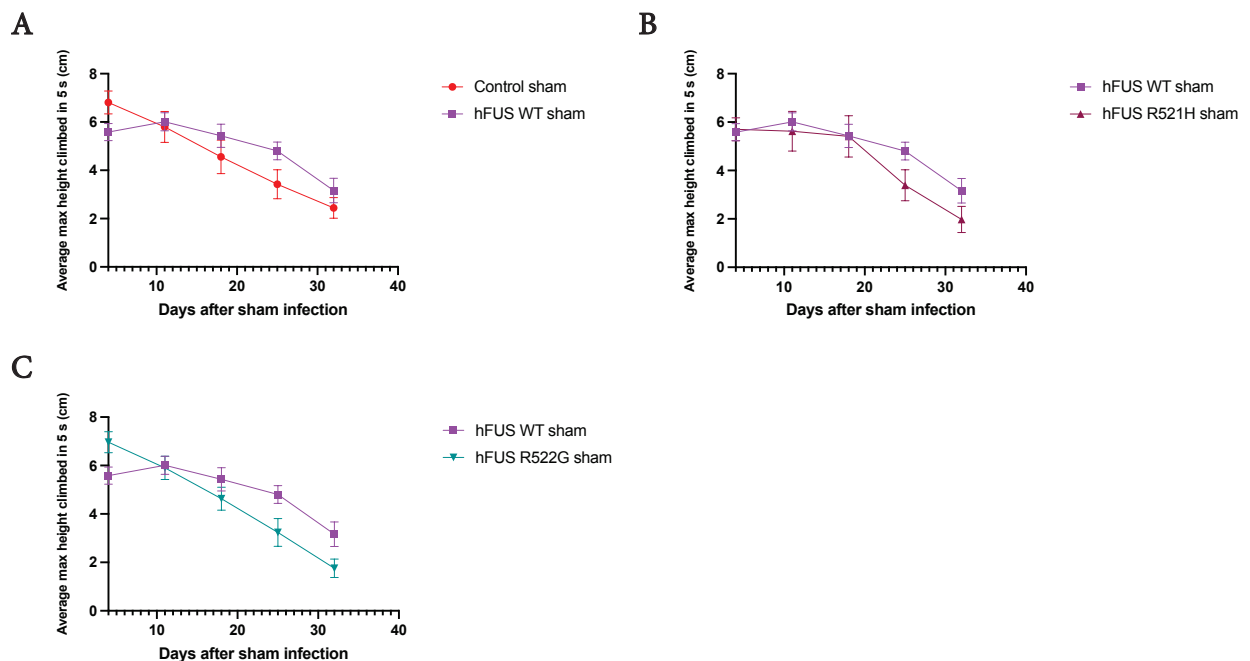 A
Average max height climbed in 5 s (cm)
8
6
4
2
0
10
20
30
40
Days after sham infection
Control sham
hFUS WT sham
B
Average max height climbed in 5 s (cm)
8
6
4
2
0
10
20
30
40
Days after sham infection
hFUS WT sham
hFUS R521H sham
C
Average max height climbed in 5 s (cm)
8
6
4
2
0
10
20
30
40
Days after sham infection
hFUS WT sham
hFUS R522G sham